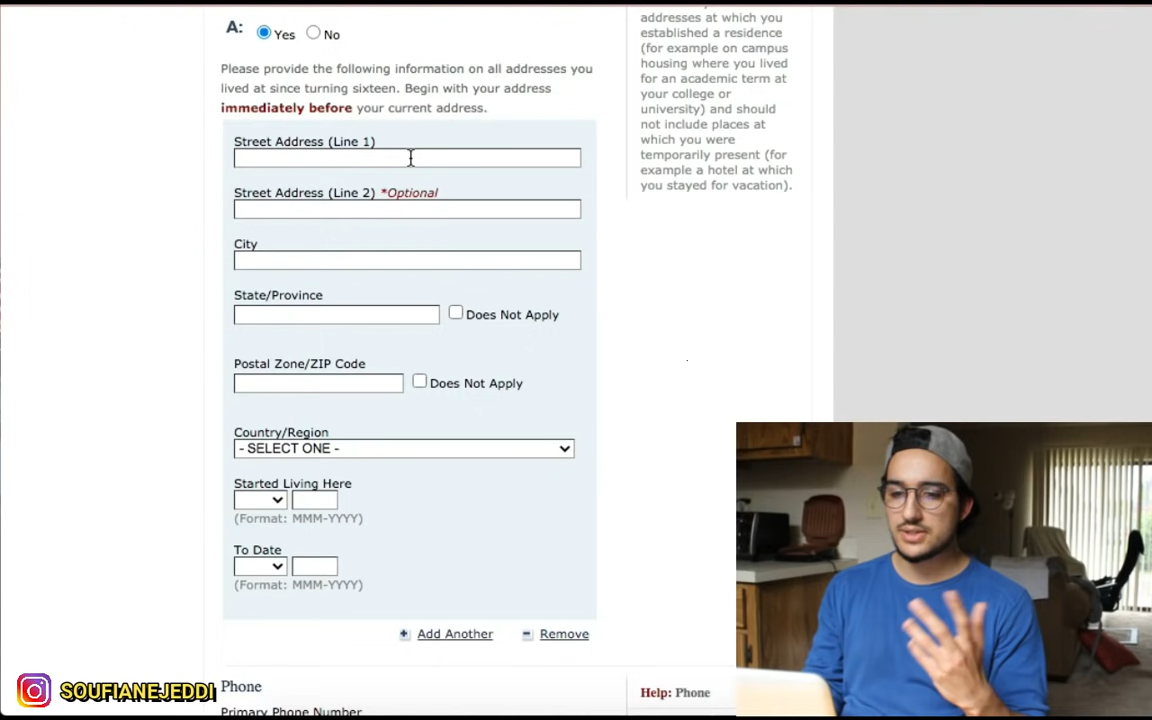 A:
Yes
No
Please provide the following information on all addresses you
lived at since turning sixteen. Begin with your address
immediately before your current address.
Street Address (Line 1)
Street Address (Line 2) *Optional
City
State/Province
Does Not Apply
Postal Zone/ZIP Code
Does Not Apply
Country/Region
- SELECT ONE -
Started Living Here
(Format: MMM-YYYY)
To Date
(Format: MMM-YYYY)
Add Another
Remove
Phone
Primary Phone Number
addresses at which you
established a residence
(for example on campus
housing where you lived
for an academic term at
your college or
university) and should
not include places at
which you were
temporarily present (for
example a hotel at which
you stayed for vacation).
Help: Phone
SOUFIANEJEDDI